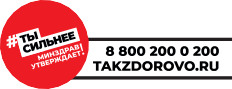 #ТЫ
СИЛЬНЕЕ
МИНЗДРАВ
УТВЕРЖДАЕТ!
8 800 200 0 200
TAKZDOROVO.RU